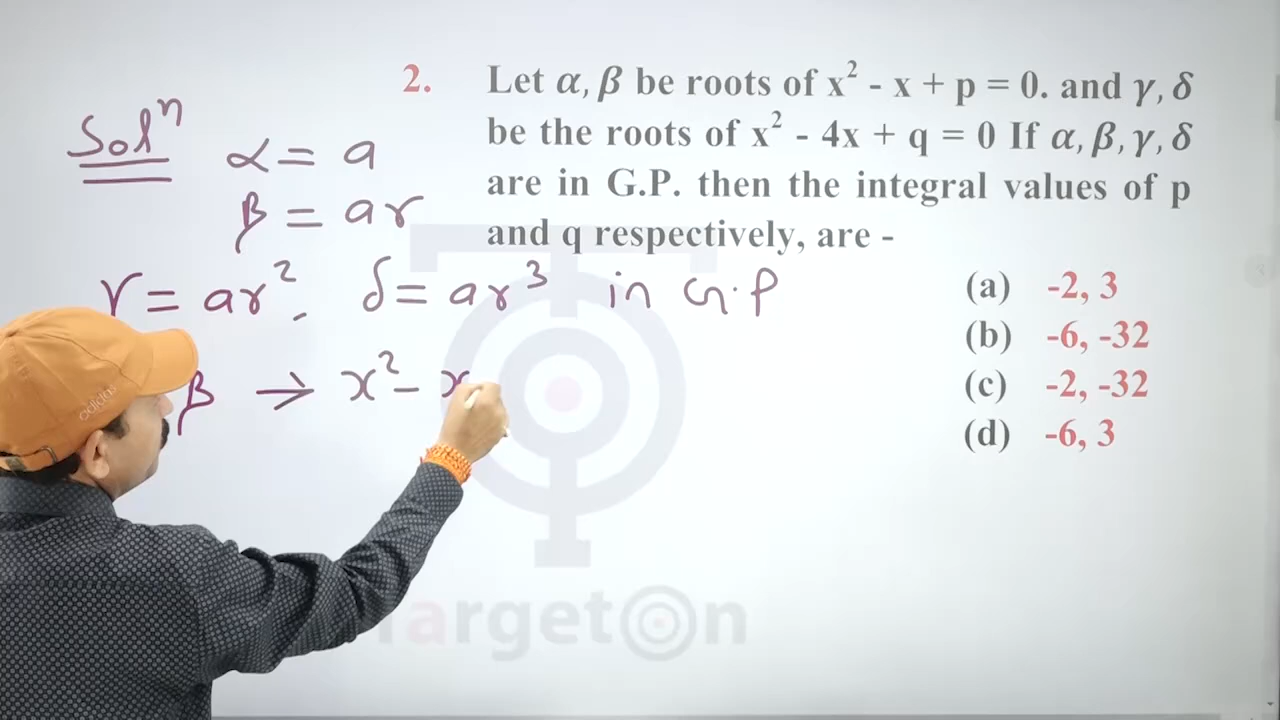 2. Let α, β be roots of x² - x + p = 0. and γ, δ
be the roots of x² - 4x + q = 0 If α, β, γ, δ
are in G.P. then the integral values of p
and q respectively, are -
(a) -2, 3
(b) -6, -32
(c) -2, -32
(d) -6, 3
Solⁿ
α = a
β = ar
γ = ar², δ = ar³ in G.P
β → x² - x
adidas
TargetOn